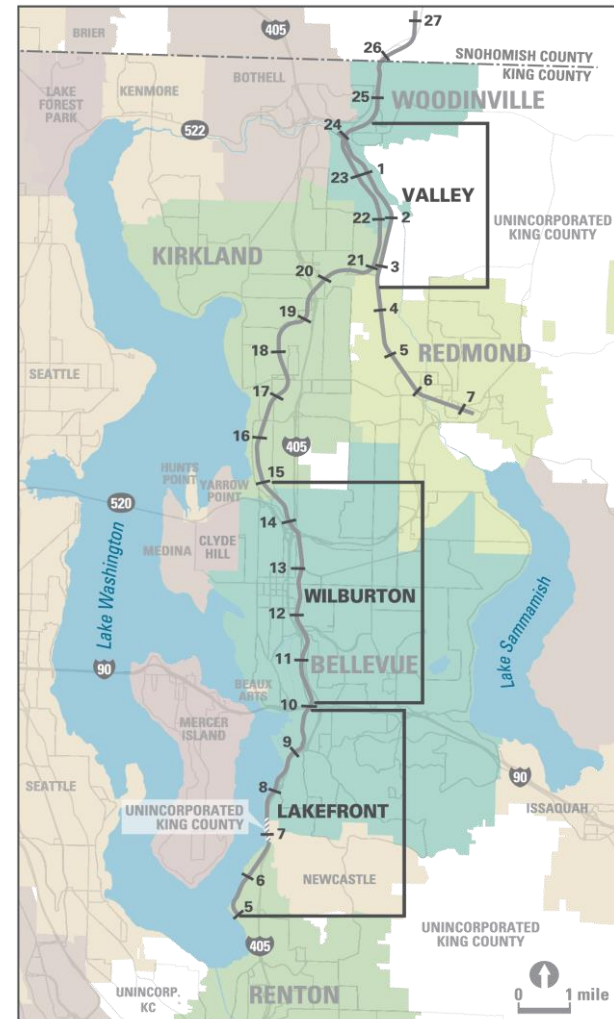 27
405
BRIER
26
SNOHOMISH COUNTY
KING COUNTY
LAKE
FOREST
PARK
KENMORE
BOTHELL
25
WOODINVILLE
522
24
1
23
VALLEY
22
2
UNINCORPORATED
KING COUNTY
KIRKLAND
21
3
20
4
19
18
5
REDMOND
SEATTLE
6
7
17
16
405
HUNTS
POINT
YARROW
POINT
15
520
14
MEDINA
CLYDE
HILL
13
Lake Washington
WILBURTON
12
Lake Sammamish
11
BELLEVUE
90
BEAUX
ARTS
10
MERCER
ISLAND
9
SEATTLE
90
8
ISSAQUAH
UNINCORPORATED
KING COUNTY
LAKEFRONT
7
6
NEWCASTLE
5
UNINCORPORATED
KING COUNTY
405
UNINCORP.
KC
RENTON
0 1 mile